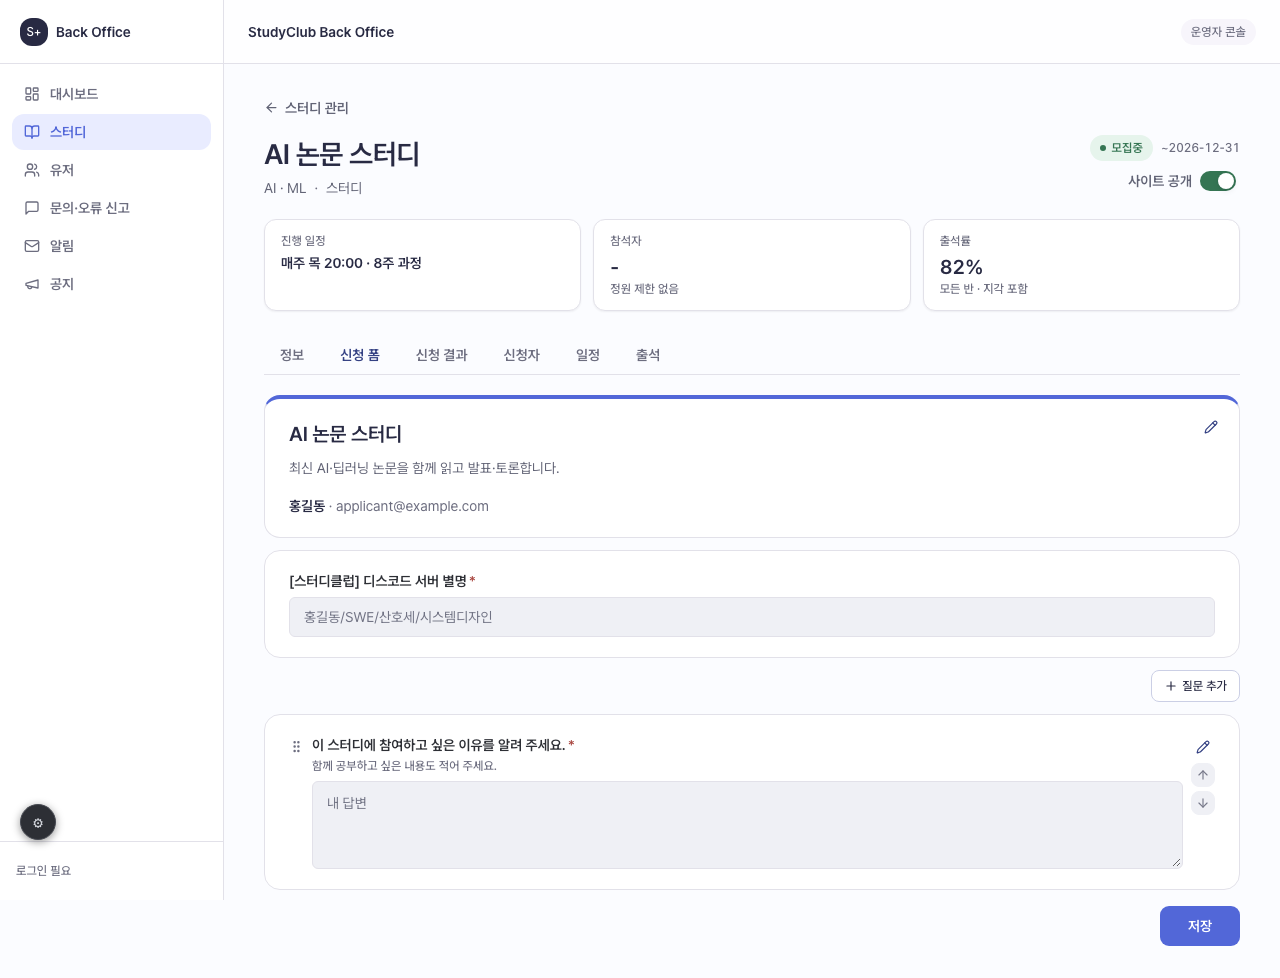 S+ Back Office
StudyClub Back Office
운영자 콘솔
대시보드
스터디
유저
문의·오류 신고
알림
공지
로그인 필요
스터디 관리
AI 논문 스터디
AI · ML · 스터디
모집중 ~2026-12-31
사이트 공개
진행 일정
매주 목 20:00 · 8주 과정
참석자
-
정원 제한 없음
출석률
82%
모든 반 · 지각 포함
정보 신청 폼 신청 결과 신청자 일정 출석
AI 논문 스터디
최신 AI·딥러닝 논문을 함께 읽고 발표·토론합니다.
홍길동 · applicant@example.com
[스터디클럽] 디스코드 서버 별명 *
홍길동/SWE/산호세/시스템디자인
질문 추가
이 스터디에 참여하고 싶은 이유를 알려 주세요. *
함께 공부하고 싶은 내용도 적어 주세요.
내 답변
저장